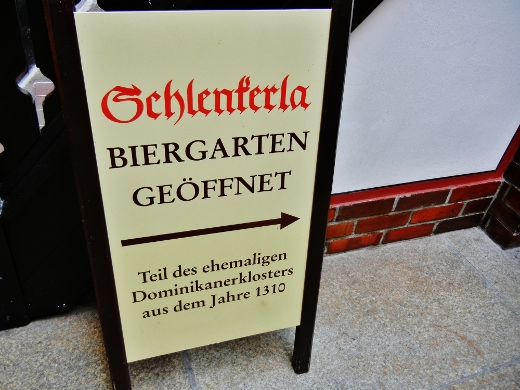 Schlenkerla
BIERGARTEN
GEÖFFNET
Teil des ehemaligen
Dominikanerklosters
aus dem Jahre 1310